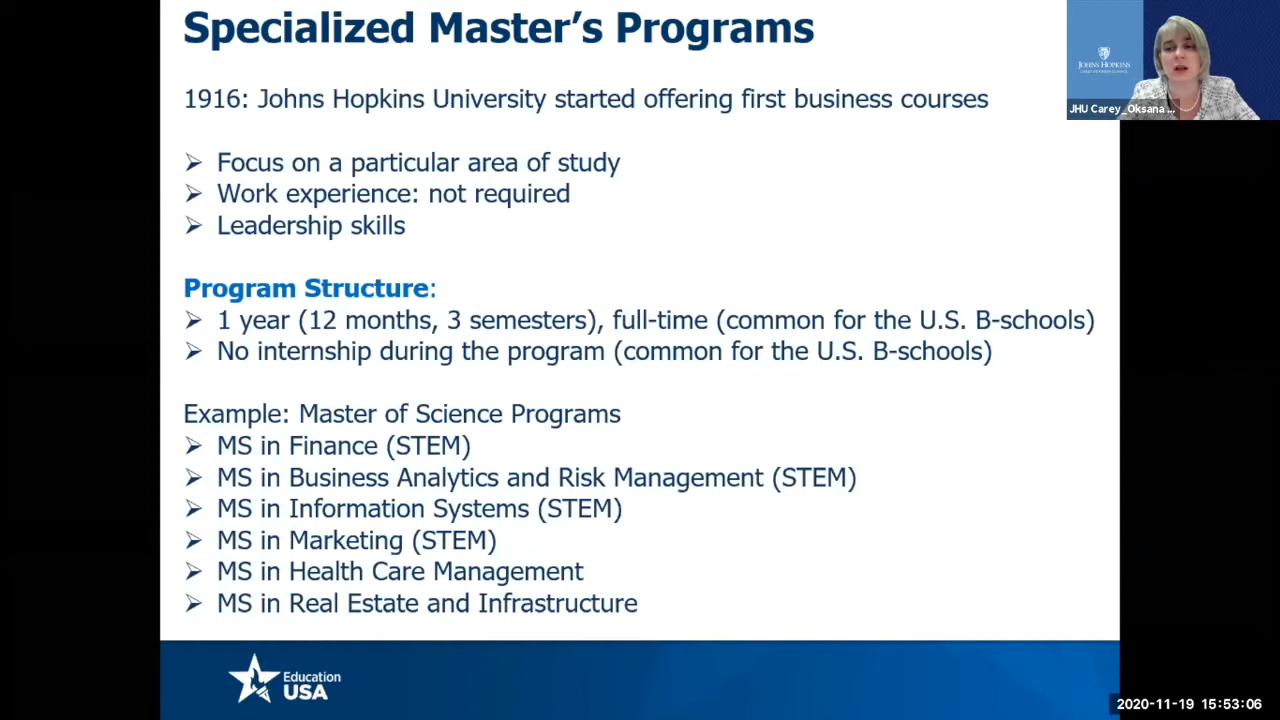 Specialized Master's Programs
1916: Johns Hopkins University started offering first business courses
➢ Focus on a particular area of study
➢ Work experience: not required
➢ Leadership skills
Program Structure:
➢ 1 year (12 months, 3 semesters), full-time (common for the U.S. B-schools)
➢ No internship during the program (common for the U.S. B-schools)
Example: Master of Science Programs
➢ MS in Finance (STEM)
➢ MS in Business Analytics and Risk Management (STEM)
➢ MS in Information Systems (STEM)
➢ MS in Marketing (STEM)
➢ MS in Health Care Management
➢ MS in Real Estate and Infrastructure
Education
USA
JOHNS HOPKINS
JHU Carey_Oksana ...
2020-11-19 15:53:06